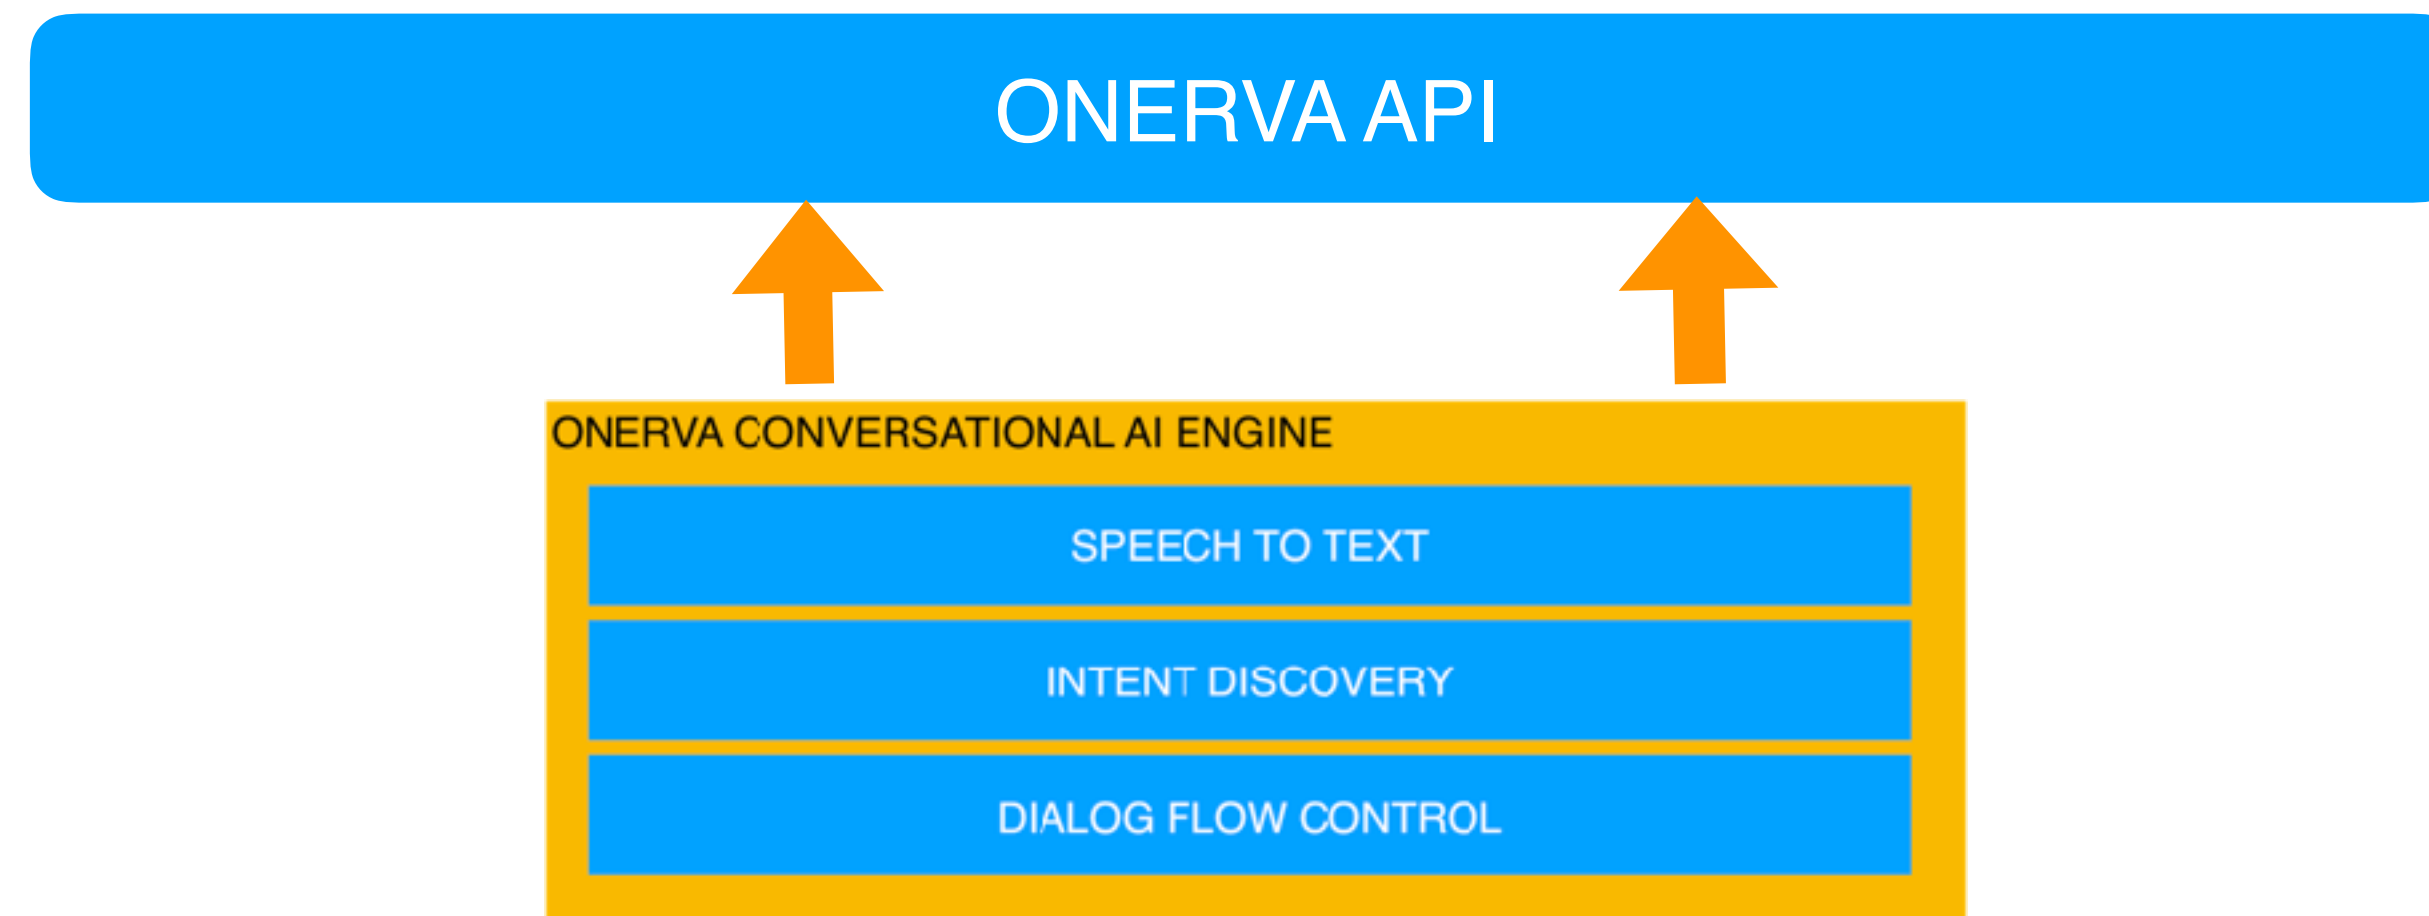 ONERVA API
ONERVA CONVERSATIONAL AI ENGINE
SPEECH TO TEXT
INTENT DISCOVERY
DIALOG FLOW CONTROL